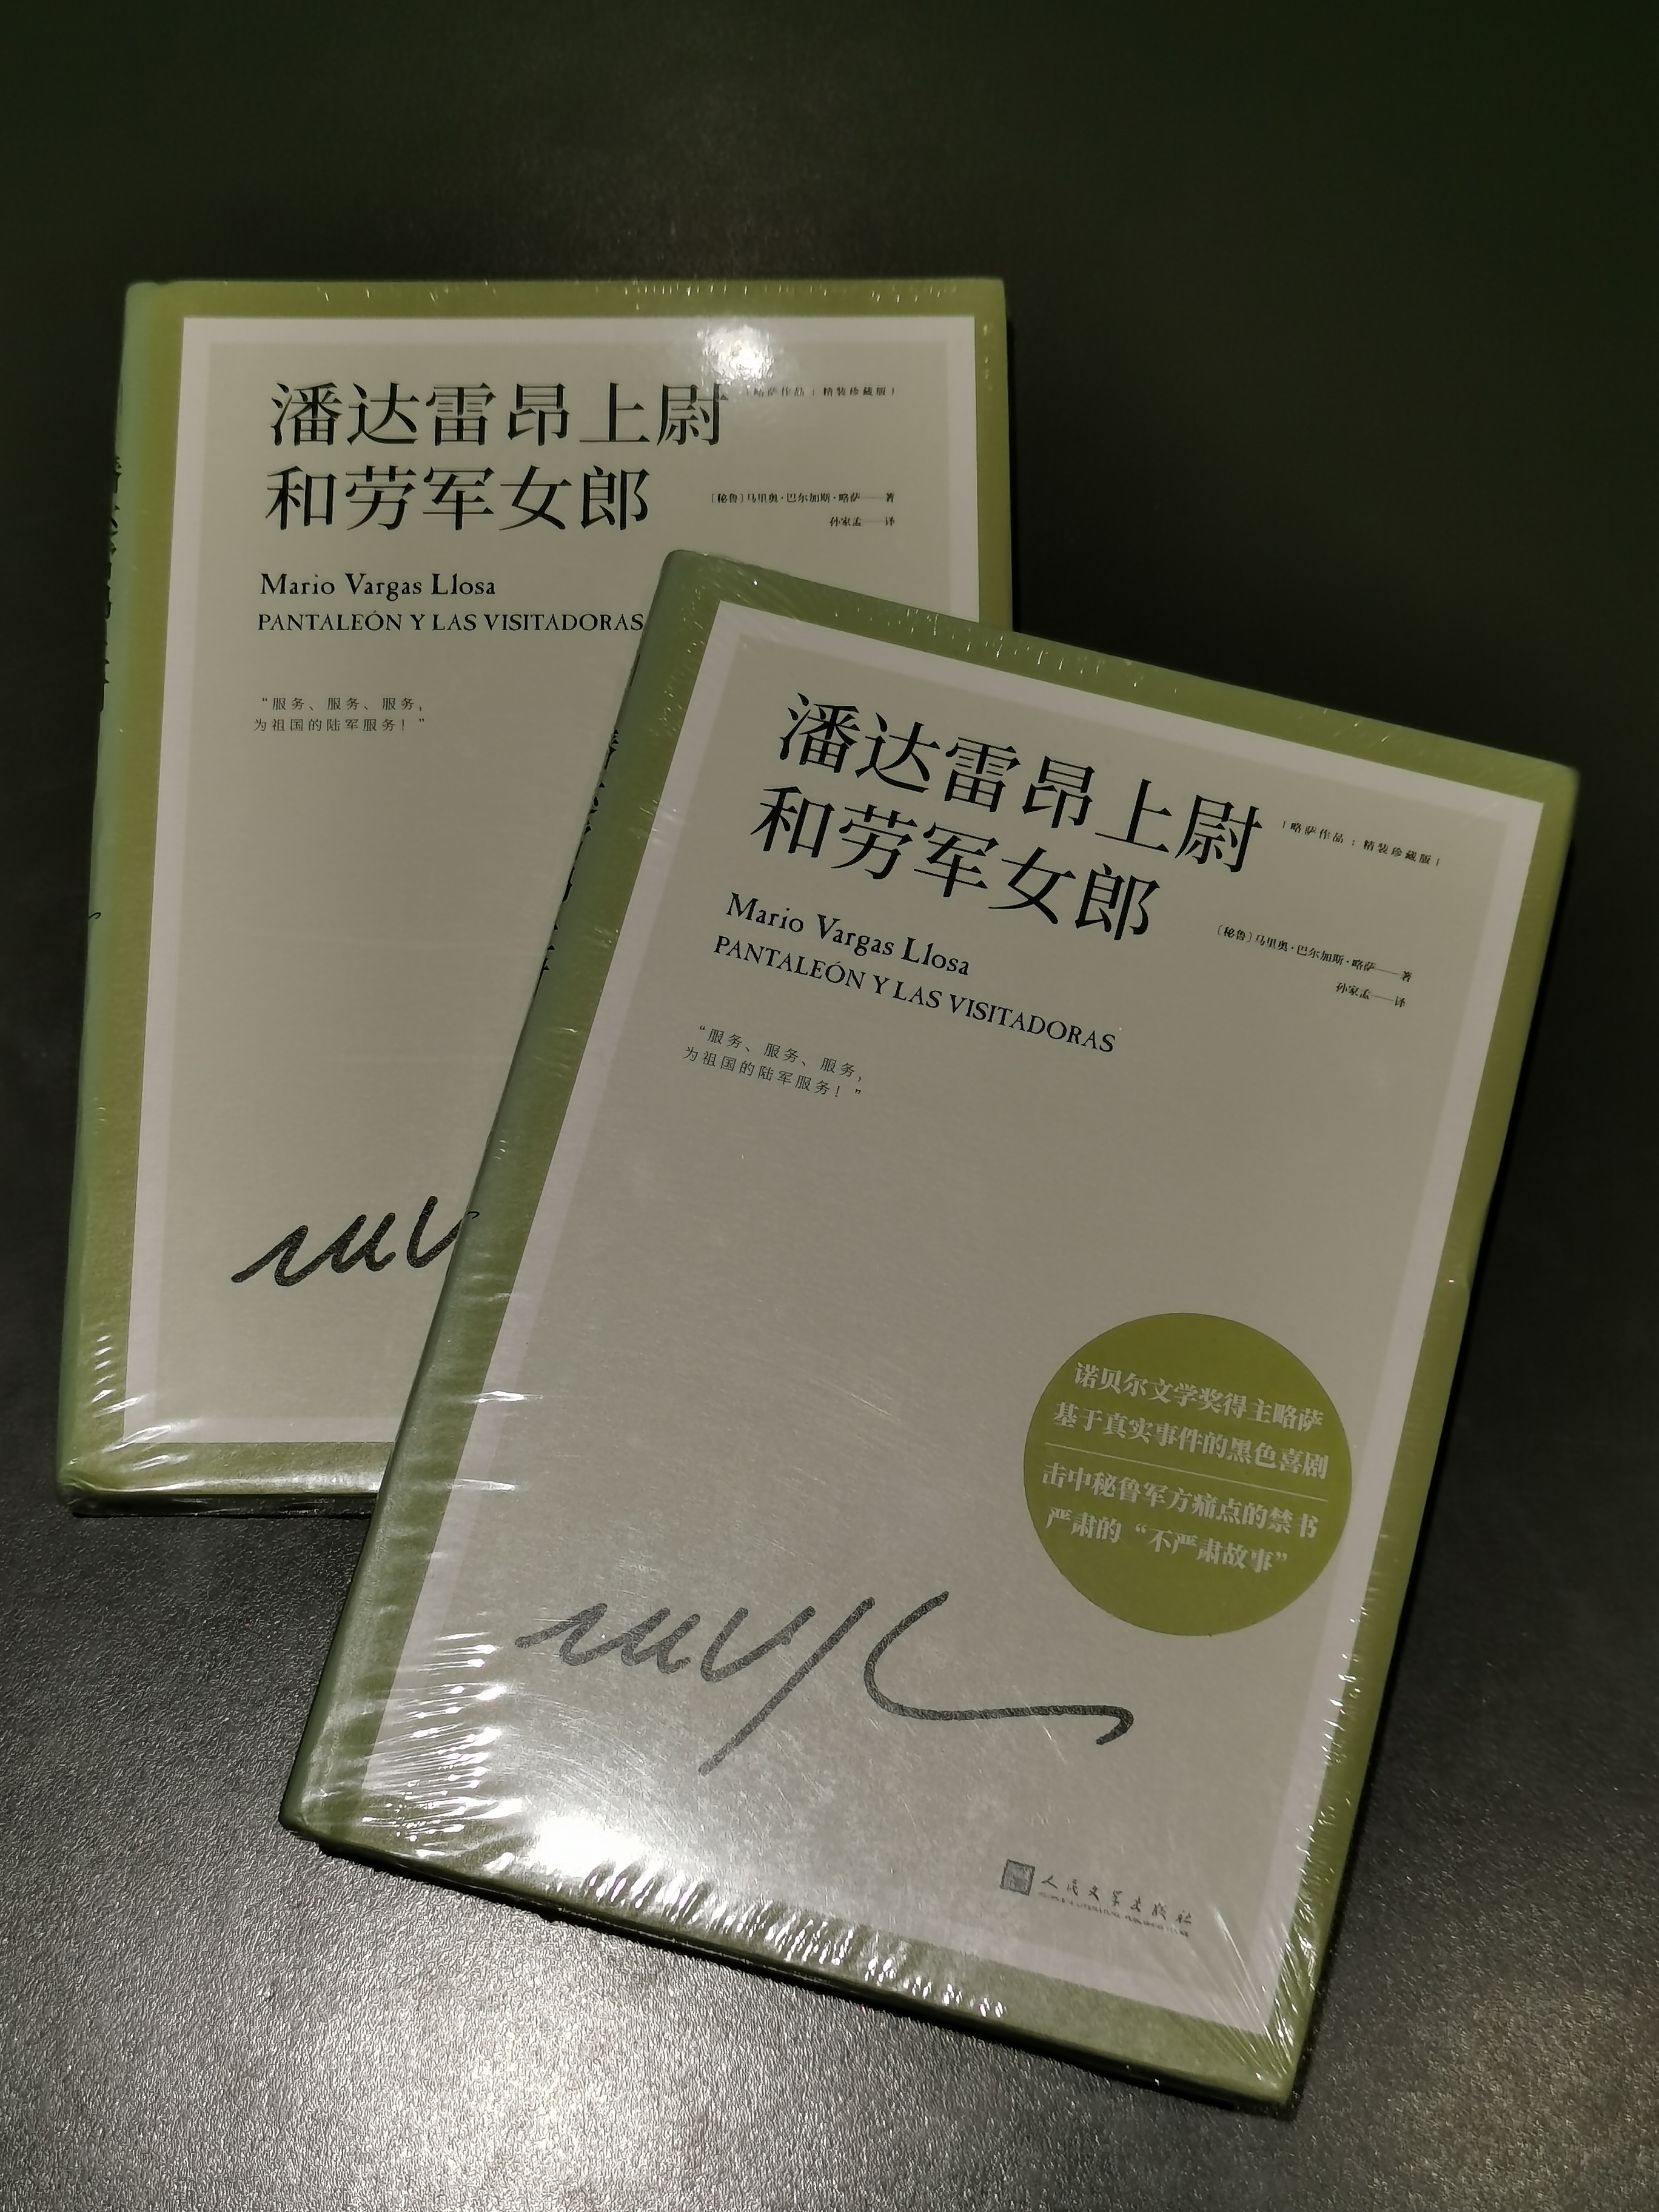 潘达雷昂上尉
和劳军女郎
略萨作品：精装珍藏版
〔秘鲁〕马里奥·巴尔加斯·略萨——著
孙家孟——译
Mario Vargas Llosa
PANTALEÓN Y LAS VISITADORAS
“服务、服务、服务，
为祖国的陆军服务！”
潘达雷昂上尉
和劳军女郎
略萨作品：精装珍藏版
〔秘鲁〕马里奥·巴尔加斯·略萨——著
孙家孟——译
Mario Vargas Llosa
PANTALEÓN Y LAS VISITADORAS
“服务、服务、服务，
为祖国的陆军服务！”
诺贝尔文学奖得主略萨
基于真实事件的黑色喜剧
击中秘鲁军方痛点的禁书
严肃的“不严肃故事”
人民文学出版社